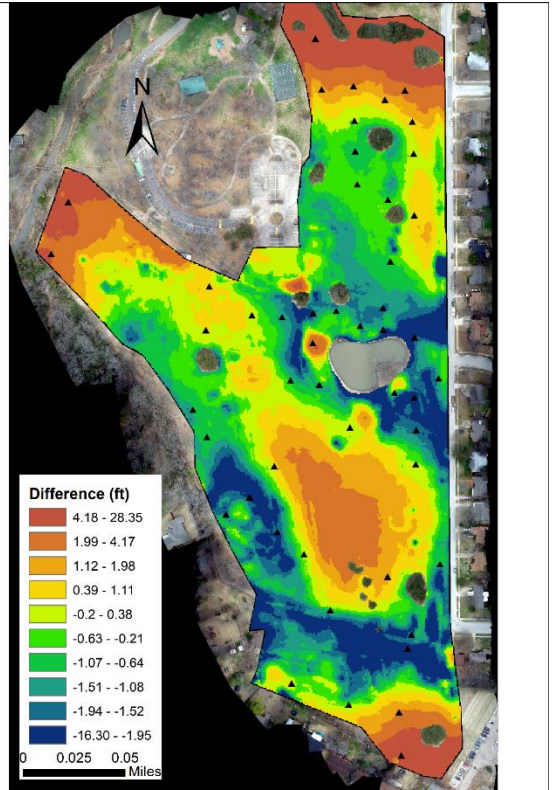 N
Difference (ft)
4.18 - 28.35
1.99 - 4.17
1.12 - 1.98
0.39 - 1.11
-0.2 - 0.38
-0.63 - -0.21
-1.07 - -0.64
-1.51 - -1.08
-1.94 - -1.52
-16.30 - -1.95
0 0.025 0.05
Miles